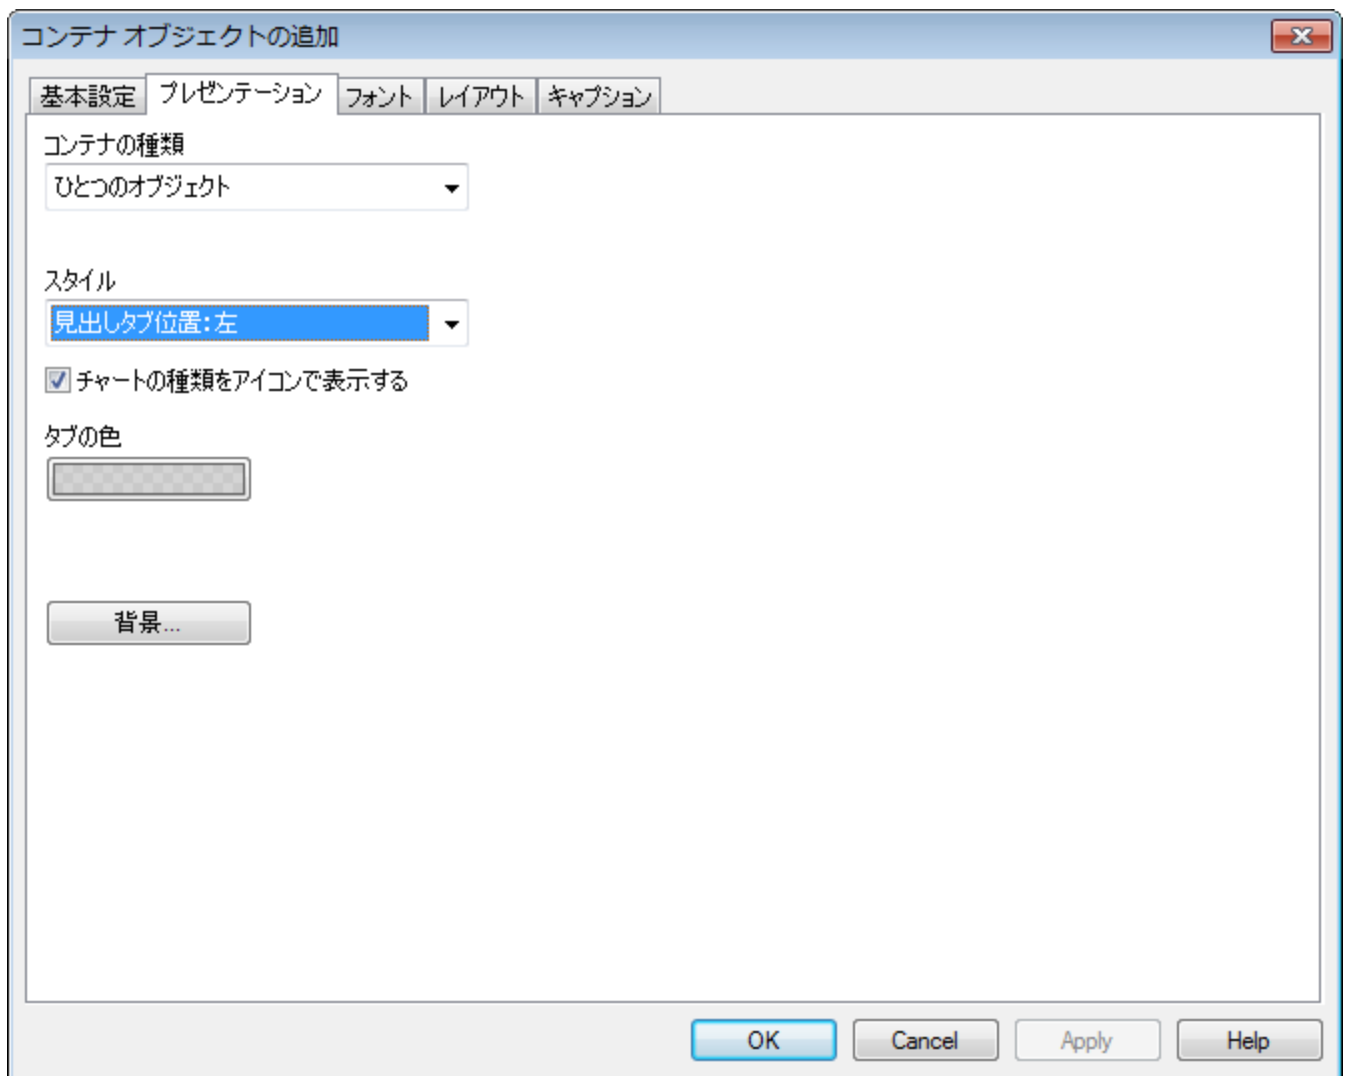 コンテナ オブジェクトの追加
基本設定 プレゼンテーション フォント レイアウト キャプション
コンテナの種類
ひとつのオブジェクト
スタイル
見出しタブ位置:左
チャートの種類をアイコンで表示する
タブの色
背景...
OK Cancel Apply Help